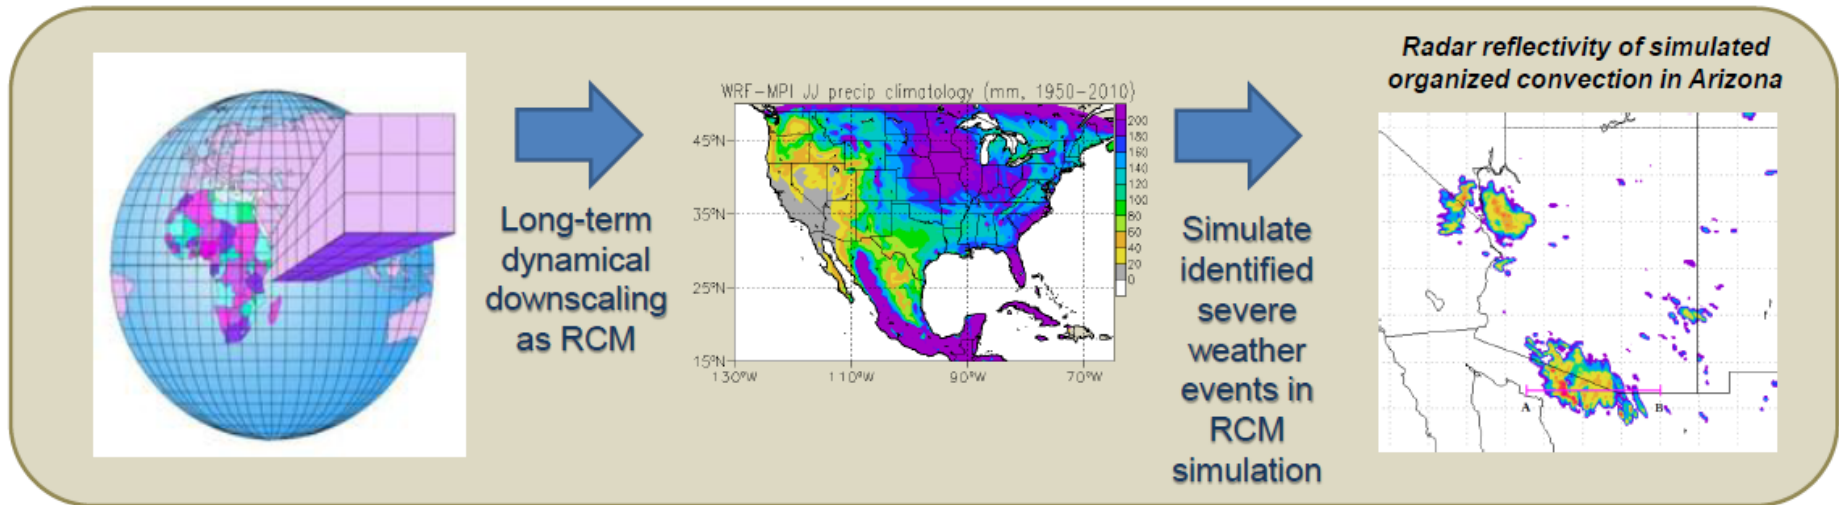 Long-term
dynamical
downscaling
as RCM
WRF-MPI JJ precip climatology (mm, 1950-2010)
45°N
35°N
25°N
15°N
130°W
110°W
90°W
70°W
200
180
160
140
120
100
80
60
40
20
0
Simulate
identified
severe
weather
events in
RCM
simulation
Radar reflectivity of simulated
organized convection in Arizona
A
B